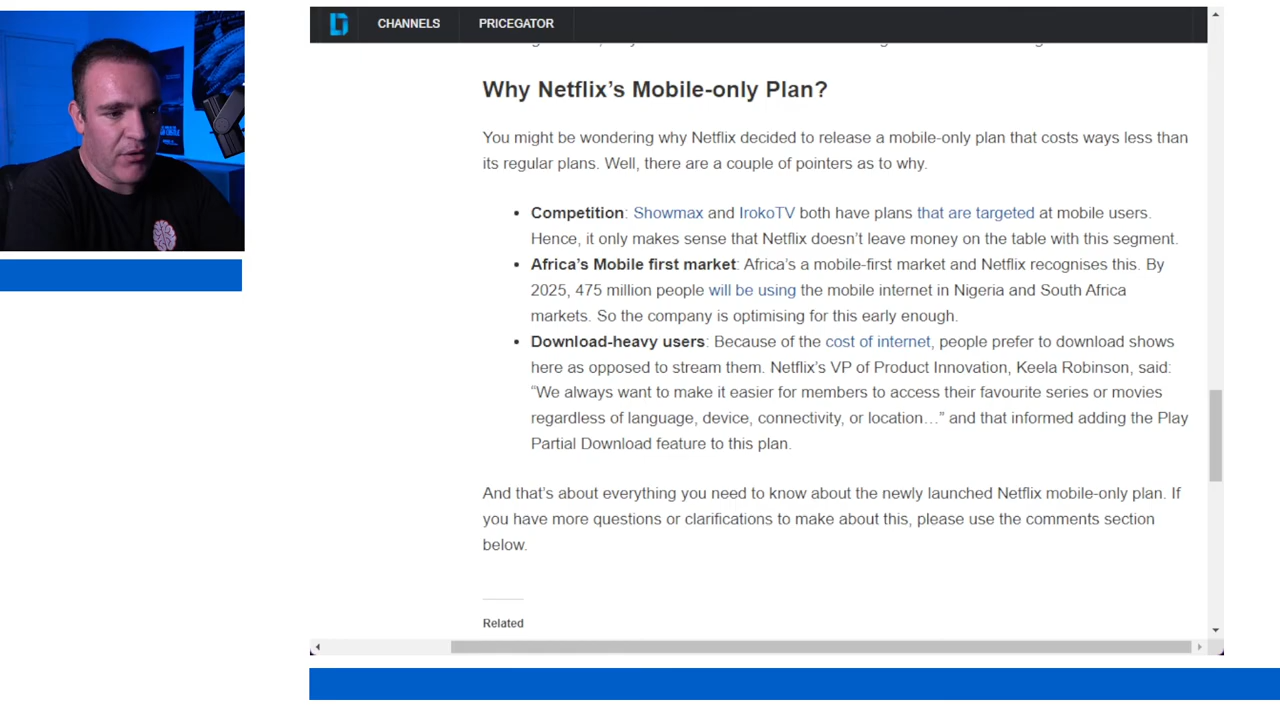 CHANNELS PRICEGATOR
Why Netflix’s Mobile-only Plan?
You might be wondering why Netflix decided to release a mobile-only plan that costs ways less than
its regular plans. Well, there are a couple of pointers as to why.
• Competition: Showmax and IrokoTV both have plans that are targeted at mobile users.
Hence, it only makes sense that Netflix doesn’t leave money on the table with this segment.
• Africa’s Mobile first market: Africa’s a mobile-first market and Netflix recognises this. By
2025, 475 million people will be using the mobile internet in Nigeria and South Africa
markets. So the company is optimising for this early enough.
• Download-heavy users: Because of the cost of internet, people prefer to download shows
here as opposed to stream them. Netflix’s VP of Product Innovation, Keela Robinson, said:
“We always want to make it easier for members to access their favourite series or movies
regardless of language, device, connectivity, or location…” and that informed adding the Play
Partial Download feature to this plan.
And that’s about everything you need to know about the newly launched Netflix mobile-only plan. If
you have more questions or clarifications to make about this, please use the comments section
below.
Related